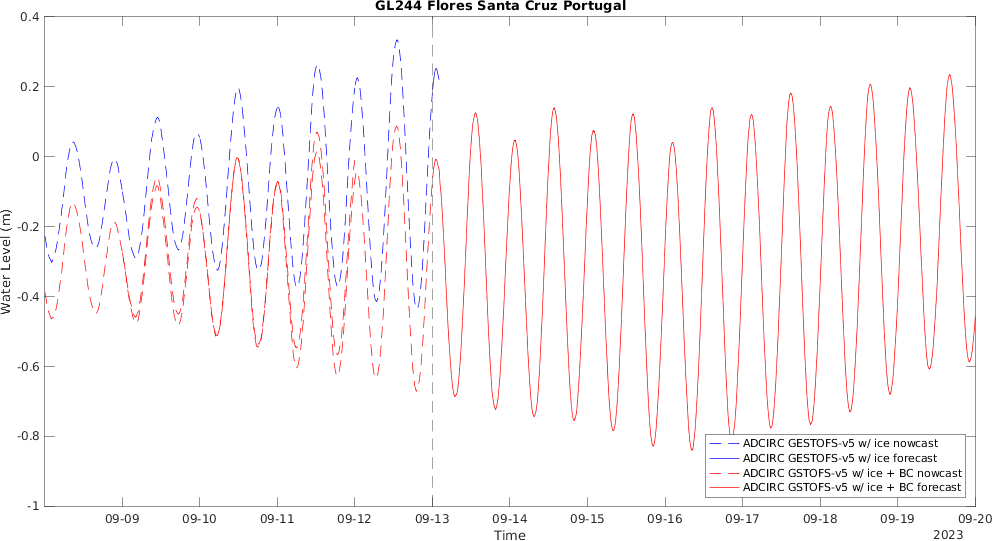 GL244 Flores Santa Cruz Portugal
0.4
0.2
0
-0.2
-0.4
-0.6
-0.8
-1
Water Level (m)
ADCIRC GESTOFS-v5 w/ ice nowcast
ADCIRC GESTOFS-v5 w/ ice forecast
ADCIRC GSTOFS-v5 w/ ice + BC nowcast
ADCIRC GSTOFS-v5 w/ ice + BC forecast
09-09 09-10 09-11 09-12 09-13 09-14 09-15 09-16 09-17 09-18 09-19 09-20
Time
2023